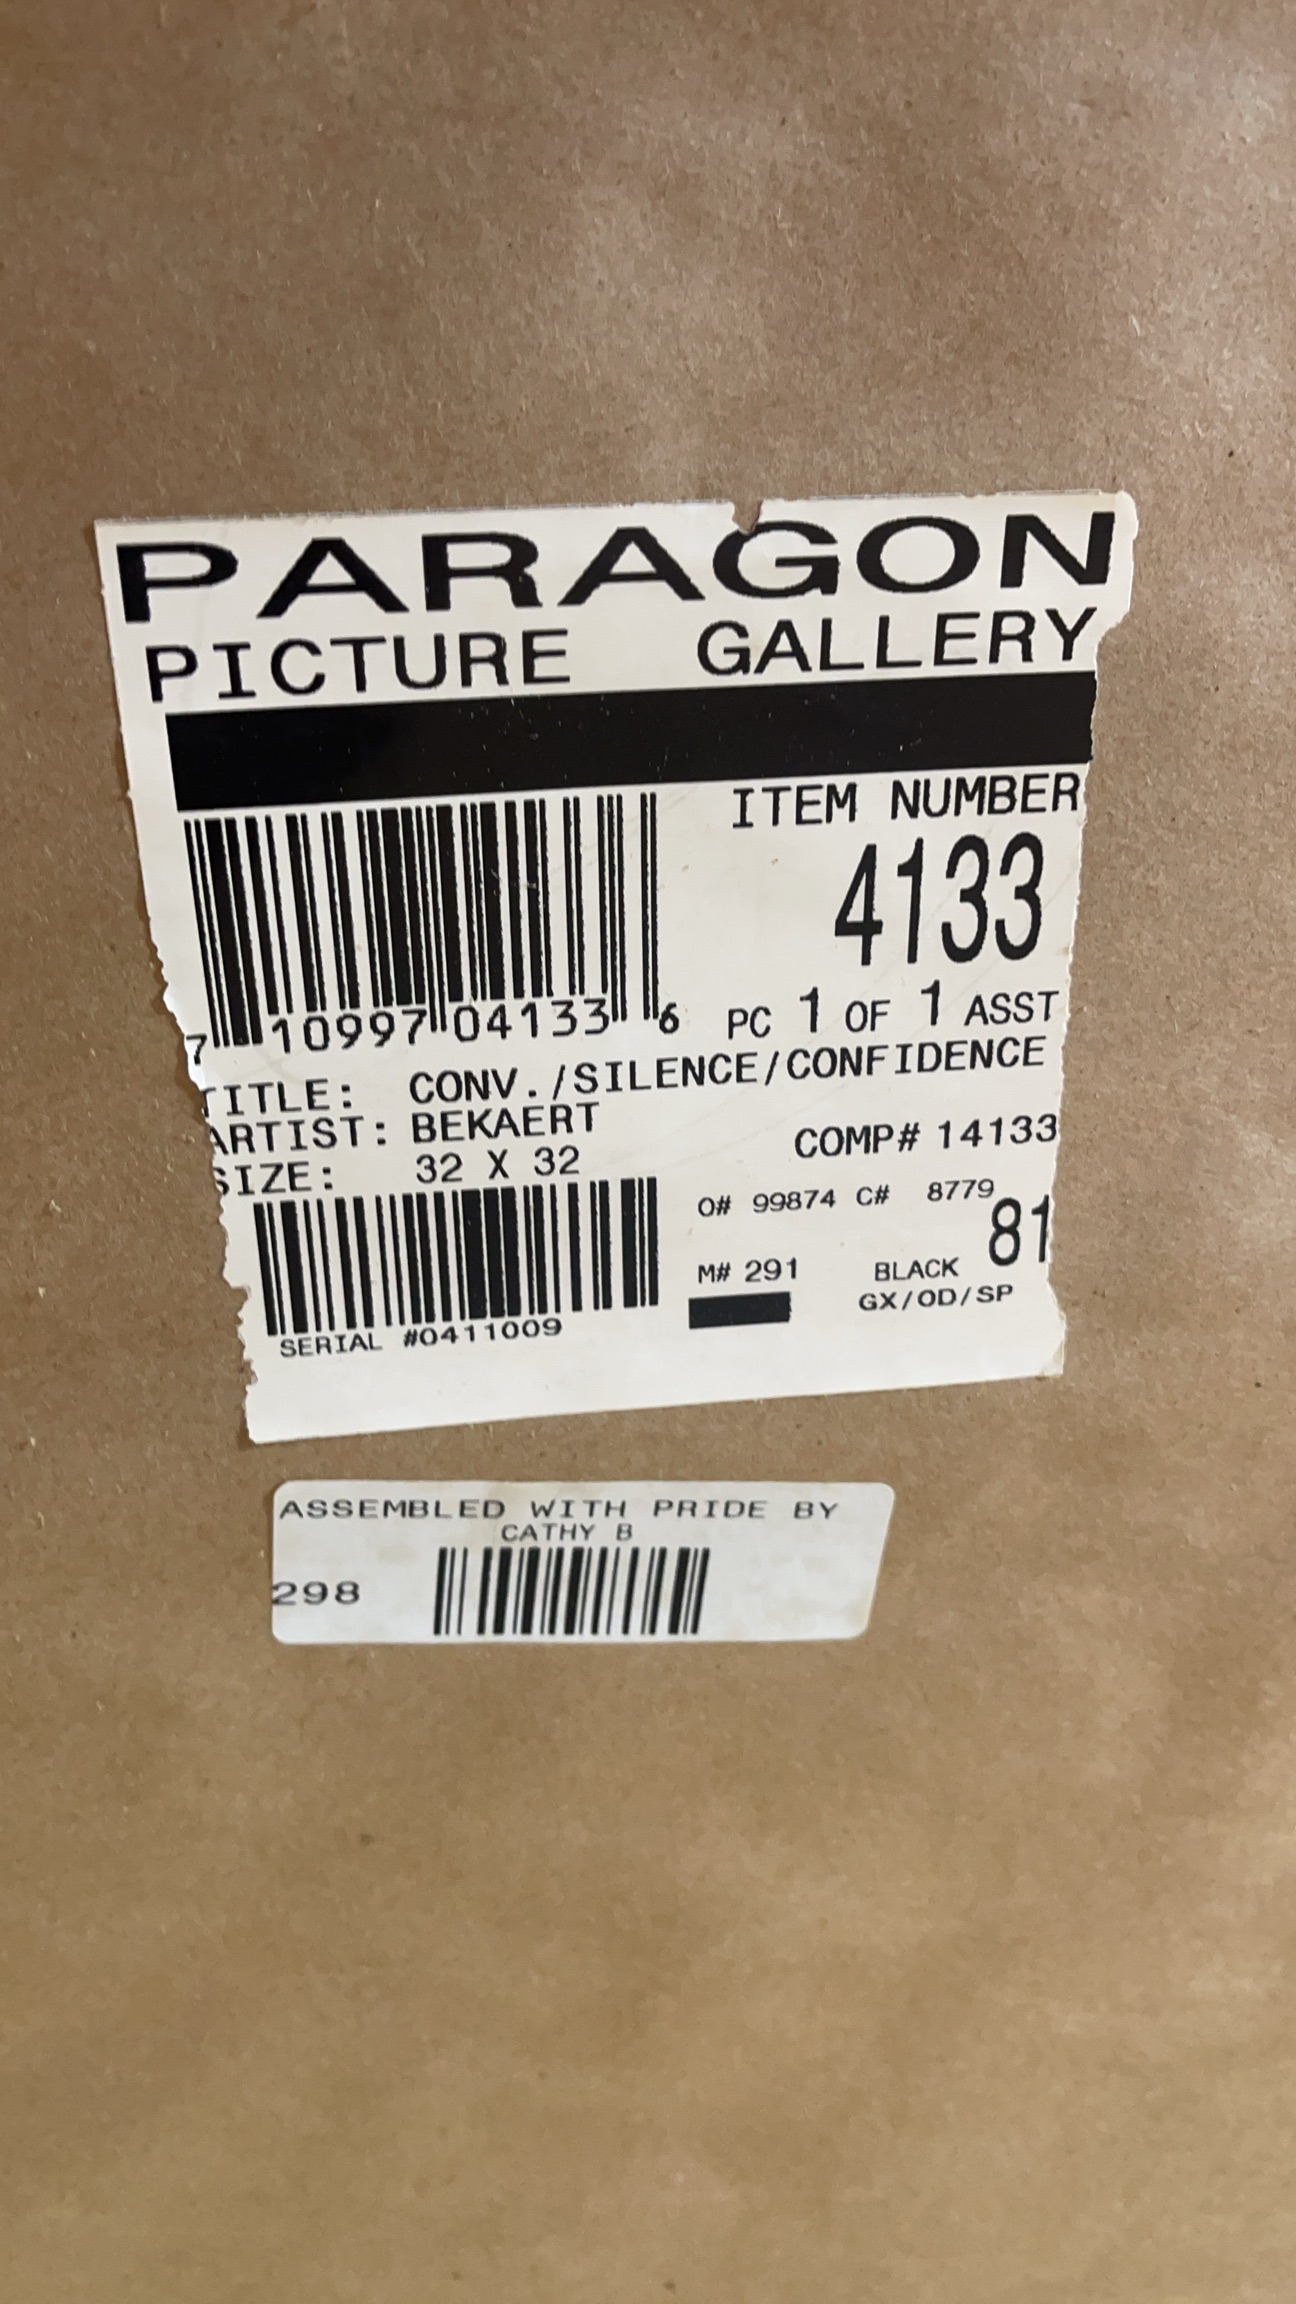 PARAGON
PICTURE GALLERY
ITEM NUMBER
4133
7 10997 04133 6
PC 1 OF 1 ASST
TITLE: CONV./SILENCE/CONFIDENCE
ARTIST: BEKAERT
COMP# 14133
SIZE: 32 X 32
O# 99874 C# 8779
81
M# 291 BLACK
GX/OD/SP
SERIAL #0411009
ASSEMBLED WITH PRIDE BY
CATHY B
298